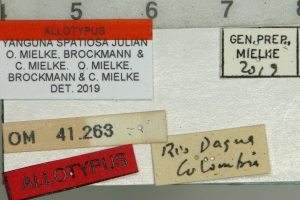 5 6 7 8
ALLOTYPUS
YANGUNA SPATIOSA JULIAN
O. MIELKE, BROCKMANN &
C. MIELKE. O. MIELKE,
BROCKMANN & C. MIELKE
DET. 2019
GEN. PREP.
MIELKE
2019
OM 41.263
ALLOTYPUS
Rio Dagua
Colombia